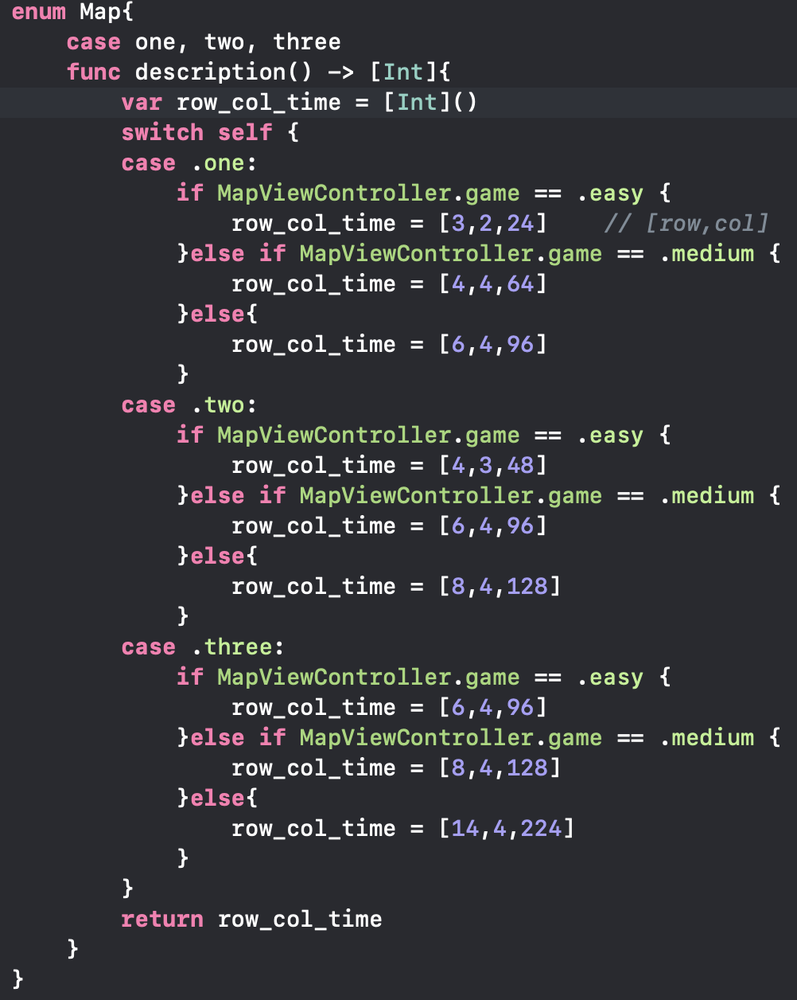 enum Map{
    case one, two, three
    func description() -> [Int]{
        var row_col_time = [Int]()
        switch self {
        case .one:
            if MapViewController.game == .easy {
                row_col_time = [3,2,24]    // [row,col]
            }else if MapViewController.game == .medium {
                row_col_time = [4,4,64]
            }else{
                row_col_time = [6,4,96]
            }
        case .two:
            if MapViewController.game == .easy {
                row_col_time = [4,3,48]
            }else if MapViewController.game == .medium {
                row_col_time = [6,4,96]
            }else{
                row_col_time = [8,4,128]
            }
        case .three:
            if MapViewController.game == .easy {
                row_col_time = [6,4,96]
            }else if MapViewController.game == .medium {
                row_col_time = [8,4,128]
            }else{
                row_col_time = [14,4,224]
            }
        }
        return row_col_time
    }
}